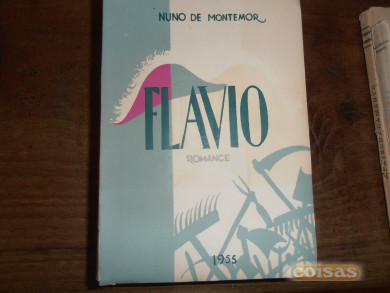 NUNO DE MONTEMOR
FLAVIO
ROMANCE
1955
coisas